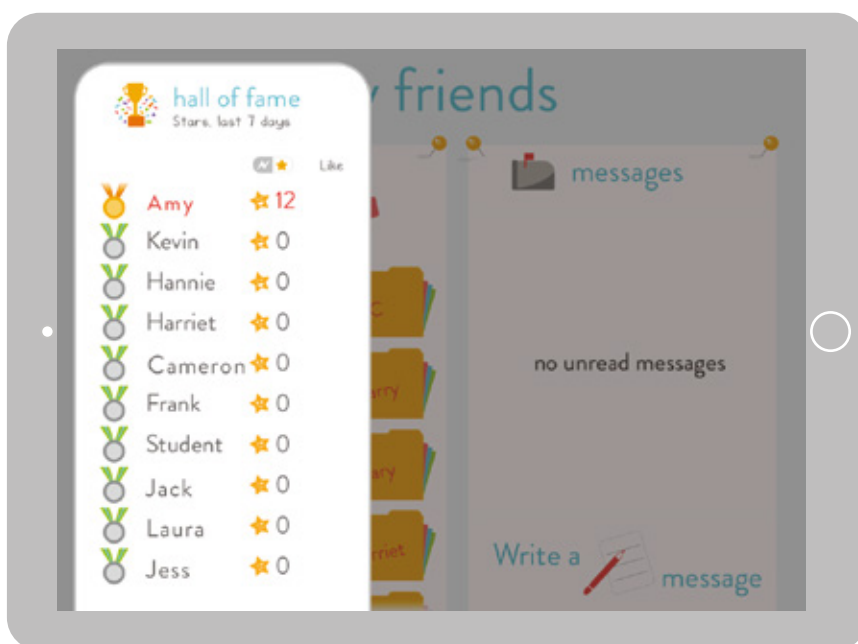 hall of fame
Stars, last 7 days
Like
Amy 12
Kevin 0
Hannie 0
Harriet 0
Cameron 0
Frank 0
Student 0
Jack 0
Laura 0
Jess 0
friends
messages
no unread messages
Write a
message